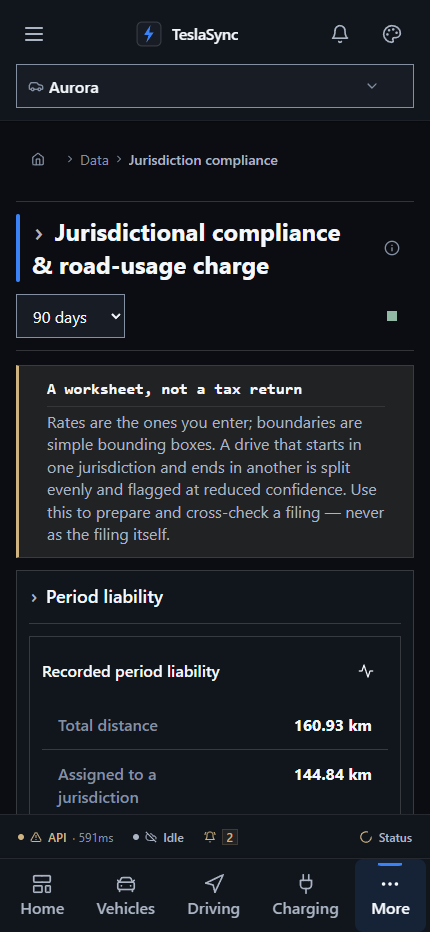 TeslaSync
Aurora
Data
Jurisdiction compliance
Jurisdictional compliance
& road-usage charge
90 days
A worksheet, not a tax return
Rates are the ones you enter; boundaries are
simple bounding boxes. A drive that starts in
one jurisdiction and ends in another is split
evenly and flagged at reduced confidence. Use
this to prepare and cross-check a filing — never
as the filing itself.
Period liability
Recorded period liability
Total distance 160.93 km
Assigned to a 144.84 km
jurisdiction
API · 591ms Idle 2 Status
Home Vehicles Driving Charging More